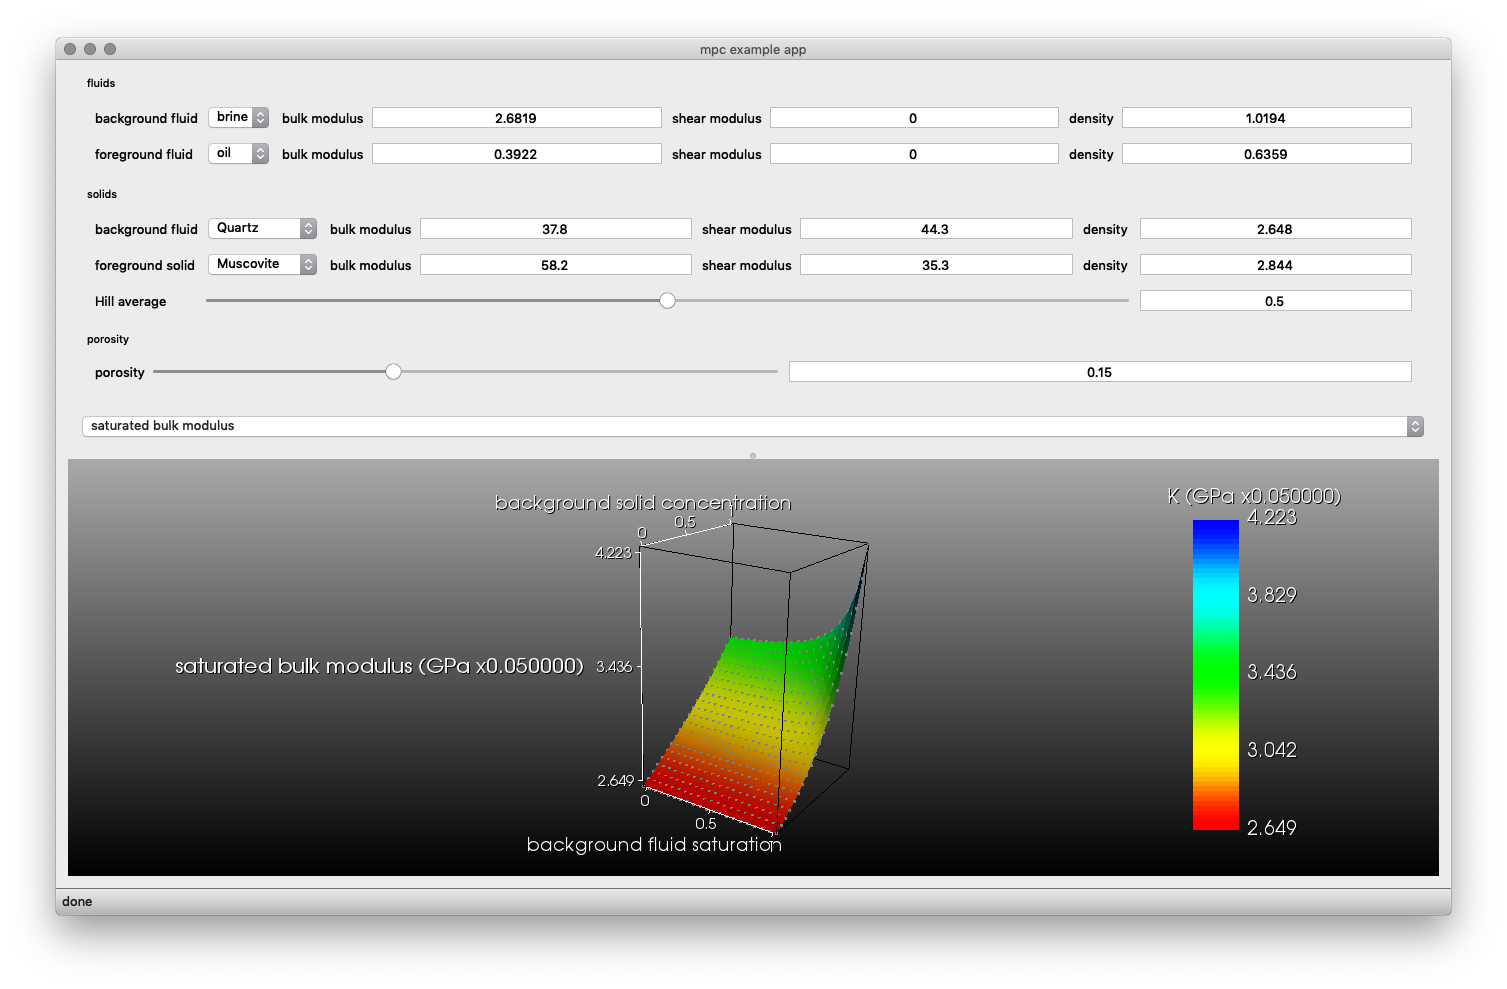 mpc example app
fluids
background fluid brine bulk modulus 2.6819 shear modulus 0 density 1.0194
foreground fluid oil bulk modulus 0.3922 shear modulus 0 density 0.6359
solids
background fluid Quartz bulk modulus 37.8 shear modulus 44.3 density 2.648
foreground solid Muscovite bulk modulus 58.2 shear modulus 35.3 density 2.844
Hill average 0.5
porosity
porosity 0.15
saturated bulk modulus
background solid concentration
0 0.5 1
4.223
saturated bulk modulus (GPa x0.050000) 3.436
2.649
0
0.5
1
background fluid saturation
K (GPa x0.050000)
4.223
3.829
3.436
3.042
2.649
done